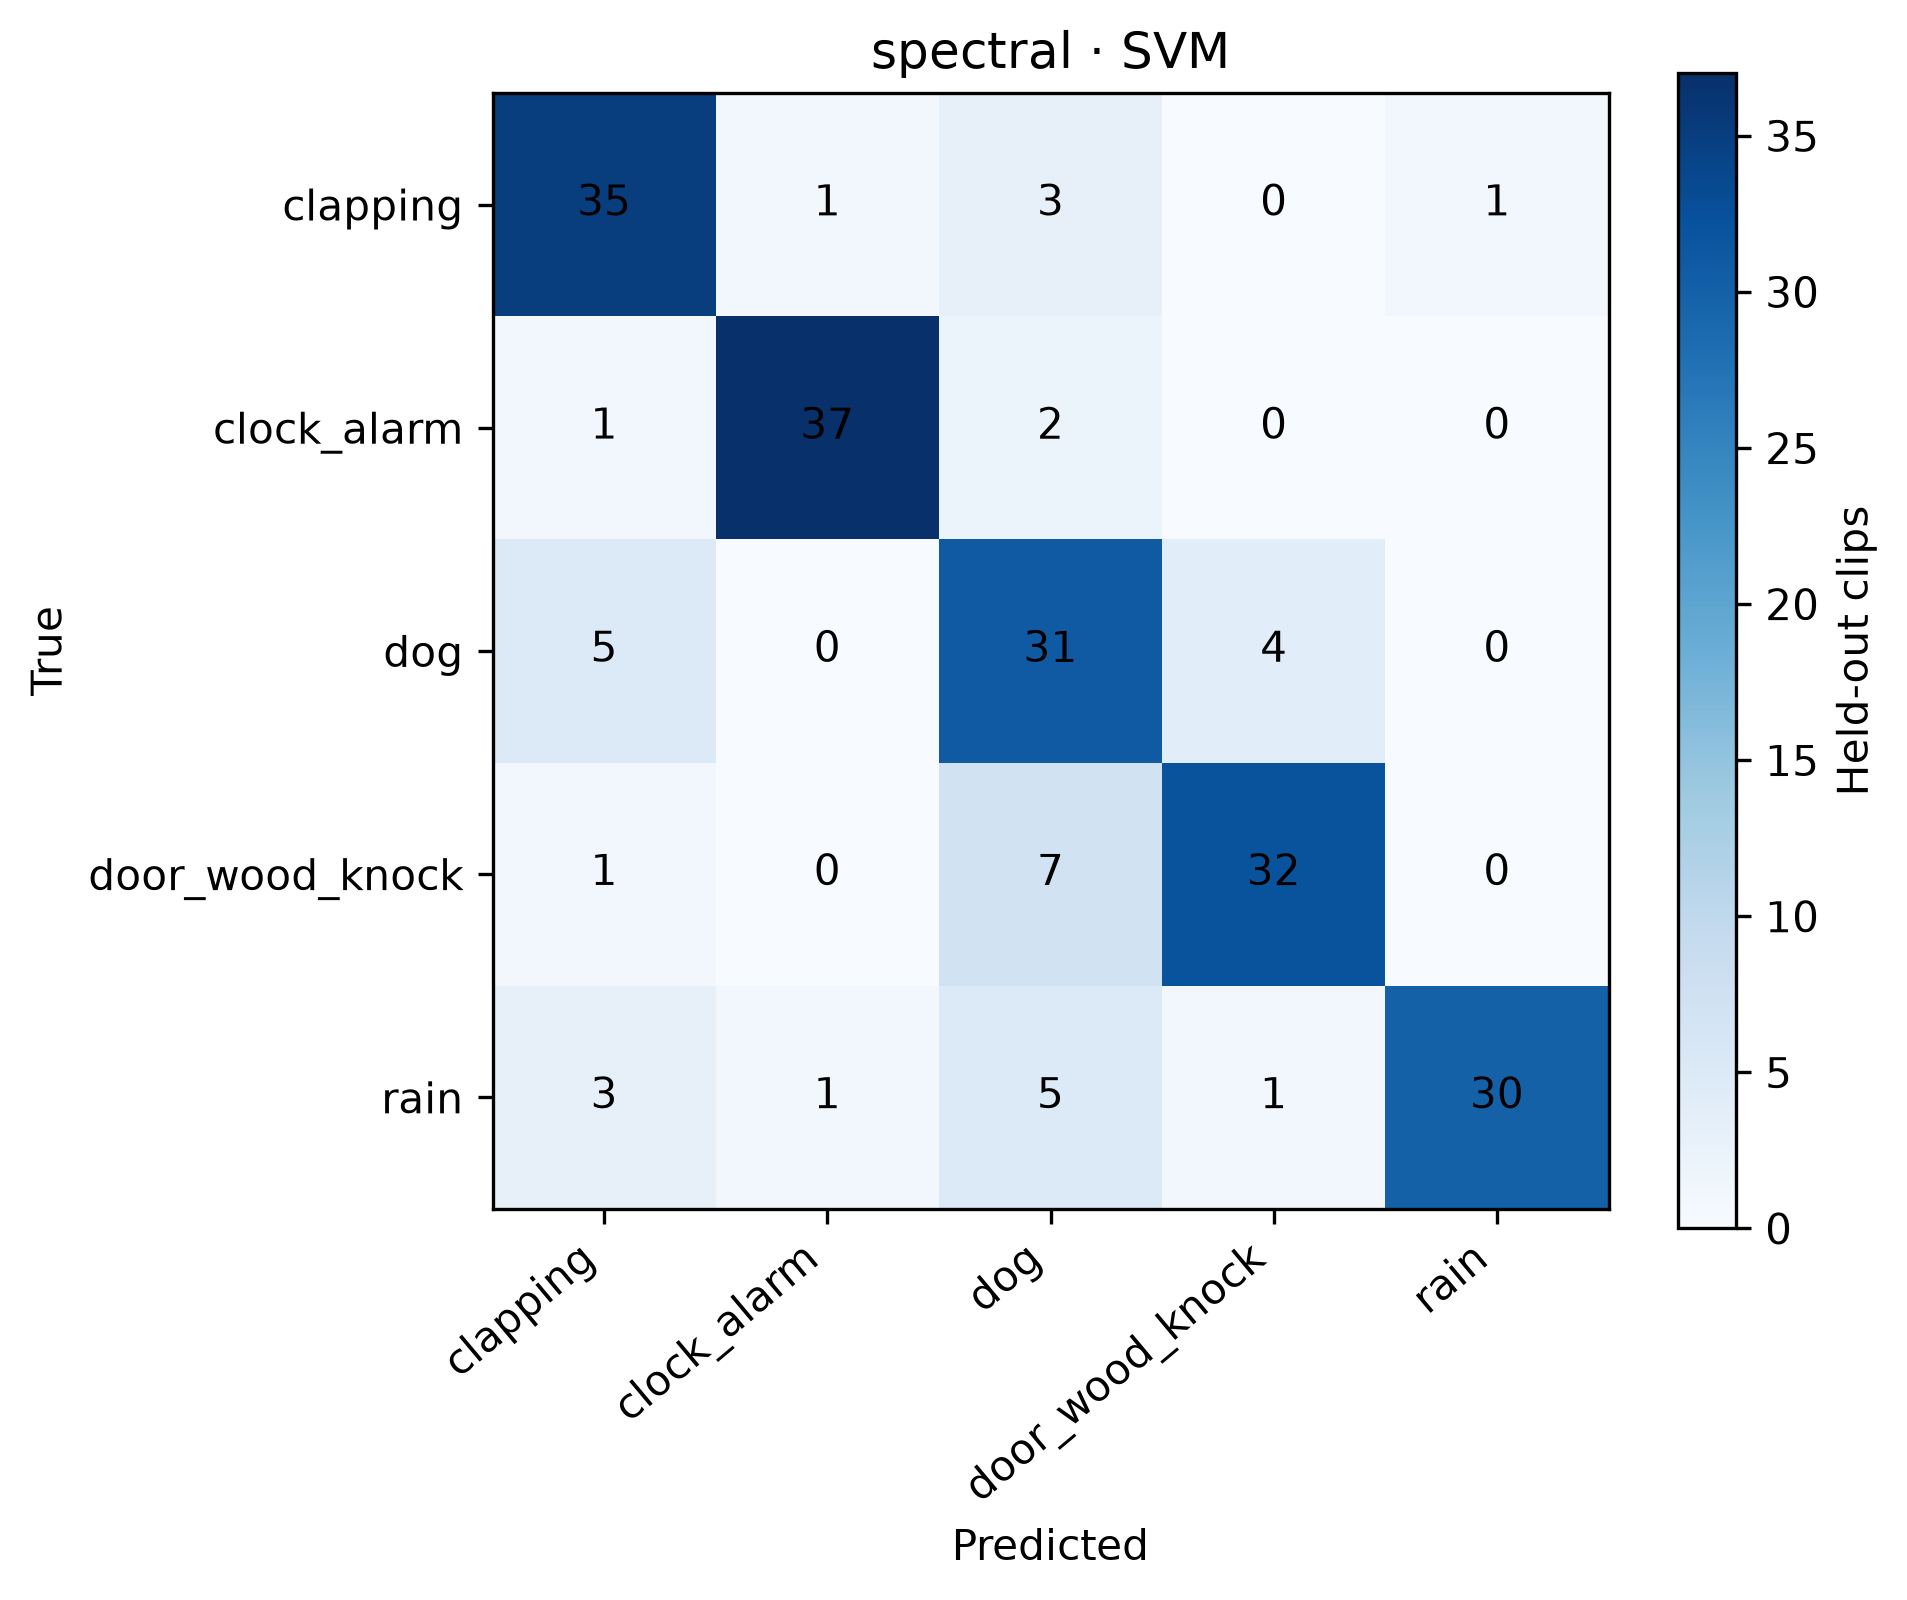 spectral · SVM
True
clapping 35 1 3 0 1
clock_alarm 1 37 2 0 0
dog 5 0 31 4 0
door_wood_knock 1 0 7 32 0
rain 3 1 5 1 30
clapping
clock_alarm
dog
door_wood_knock
rain
Predicted
35
30
25
20
15
10
5
0
Held-out clips